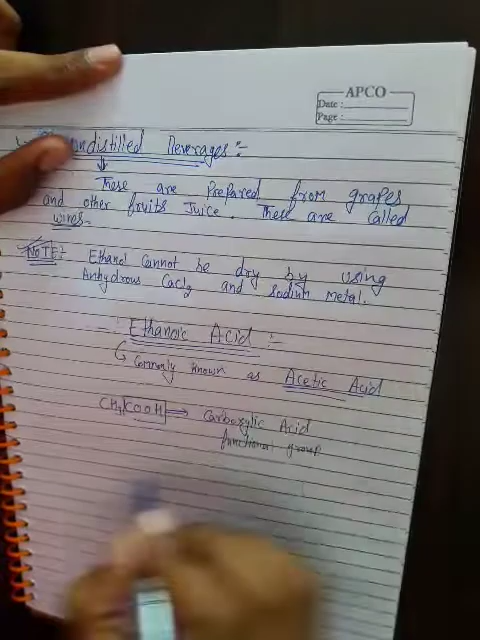 APCO
Date :
Page :
undistilled Beverages :-
↓
These are Prepared from grapes
and other fruits Juice. These are called
wines.
NOTE: Ethanol cannot be dry by using
Anhydrous CaCl2 and Sodium Metal.
Ethanoic Acid :-
Commonly known as Acetic Acid
CH3COOH ⇒ Carboxylic Acid
functional group